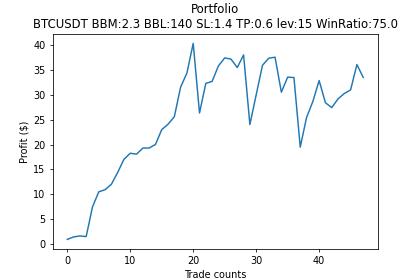 Portfolio
BTCUSDT BBM:2.3 BBL:140 SL:1.4 TP:0.6 lev:15 WinRatio:75.0
40
35
30
25
20
15
10
5
0
Profit ($)
0 10 20 30 40
Trade counts